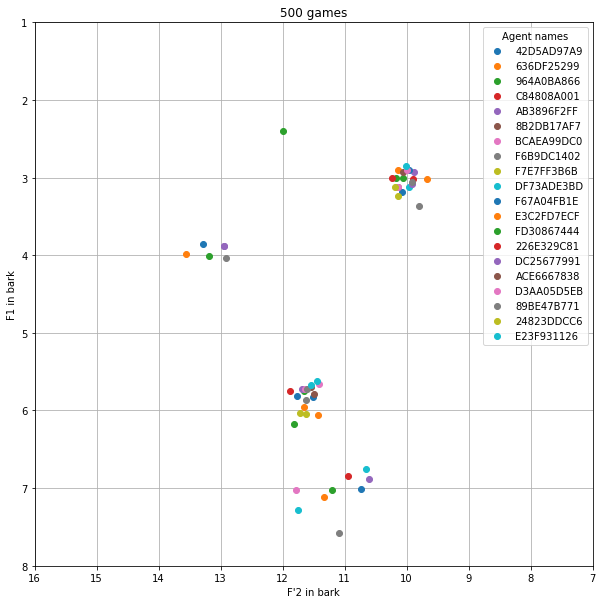 500 games
Agent names
42D5AD97A9
636DF25299
964A0BA866
C84808A001
AB3896F2FF
8B2DB17AF7
BCAEA99DC0
F6B9DC1402
F7E7FF3B6B
DF73ADE3BD
F67A04FB1E
E3C2FD7ECF
FD30867444
226E329C81
DC25677991
ACE6667838
D3AA05D5EB
89BE47B771
24823DDCC6
E23F931126
1
2
3
4
5
6
7
8
F1 in bark
16 15 14 13 12 11 10 9 8 7
F'2 in bark